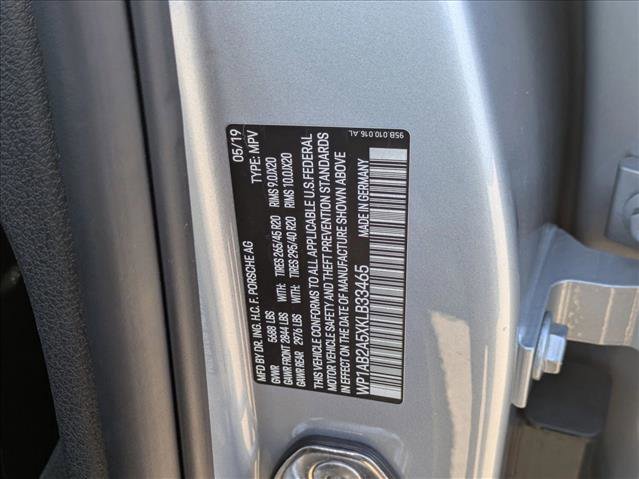 95B.010.016.AL
MFD BY DR. ING. H.C. F. PORSCHE AG 05/19
GVWR 5688 LBS TYPE: MPV
GAWR FRONT 2844 LBS WITH: TIRES 265/45 R20 RIMS 9.0JX20
GAWR REAR 2976 LBS WITH: TIRES 295/40 R20 RIMS 10.0JX20
THIS VEHICLE CONFORMS TO ALL APPLICABLE U.S. FEDERAL
MOTOR VEHICLE SAFETY AND THEFT PREVENTION STANDARDS
IN EFFECT ON THE DATE OF MANUFACTURE SHOWN ABOVE
WP1AB2A5XKLB33465 MADE IN GERMANY